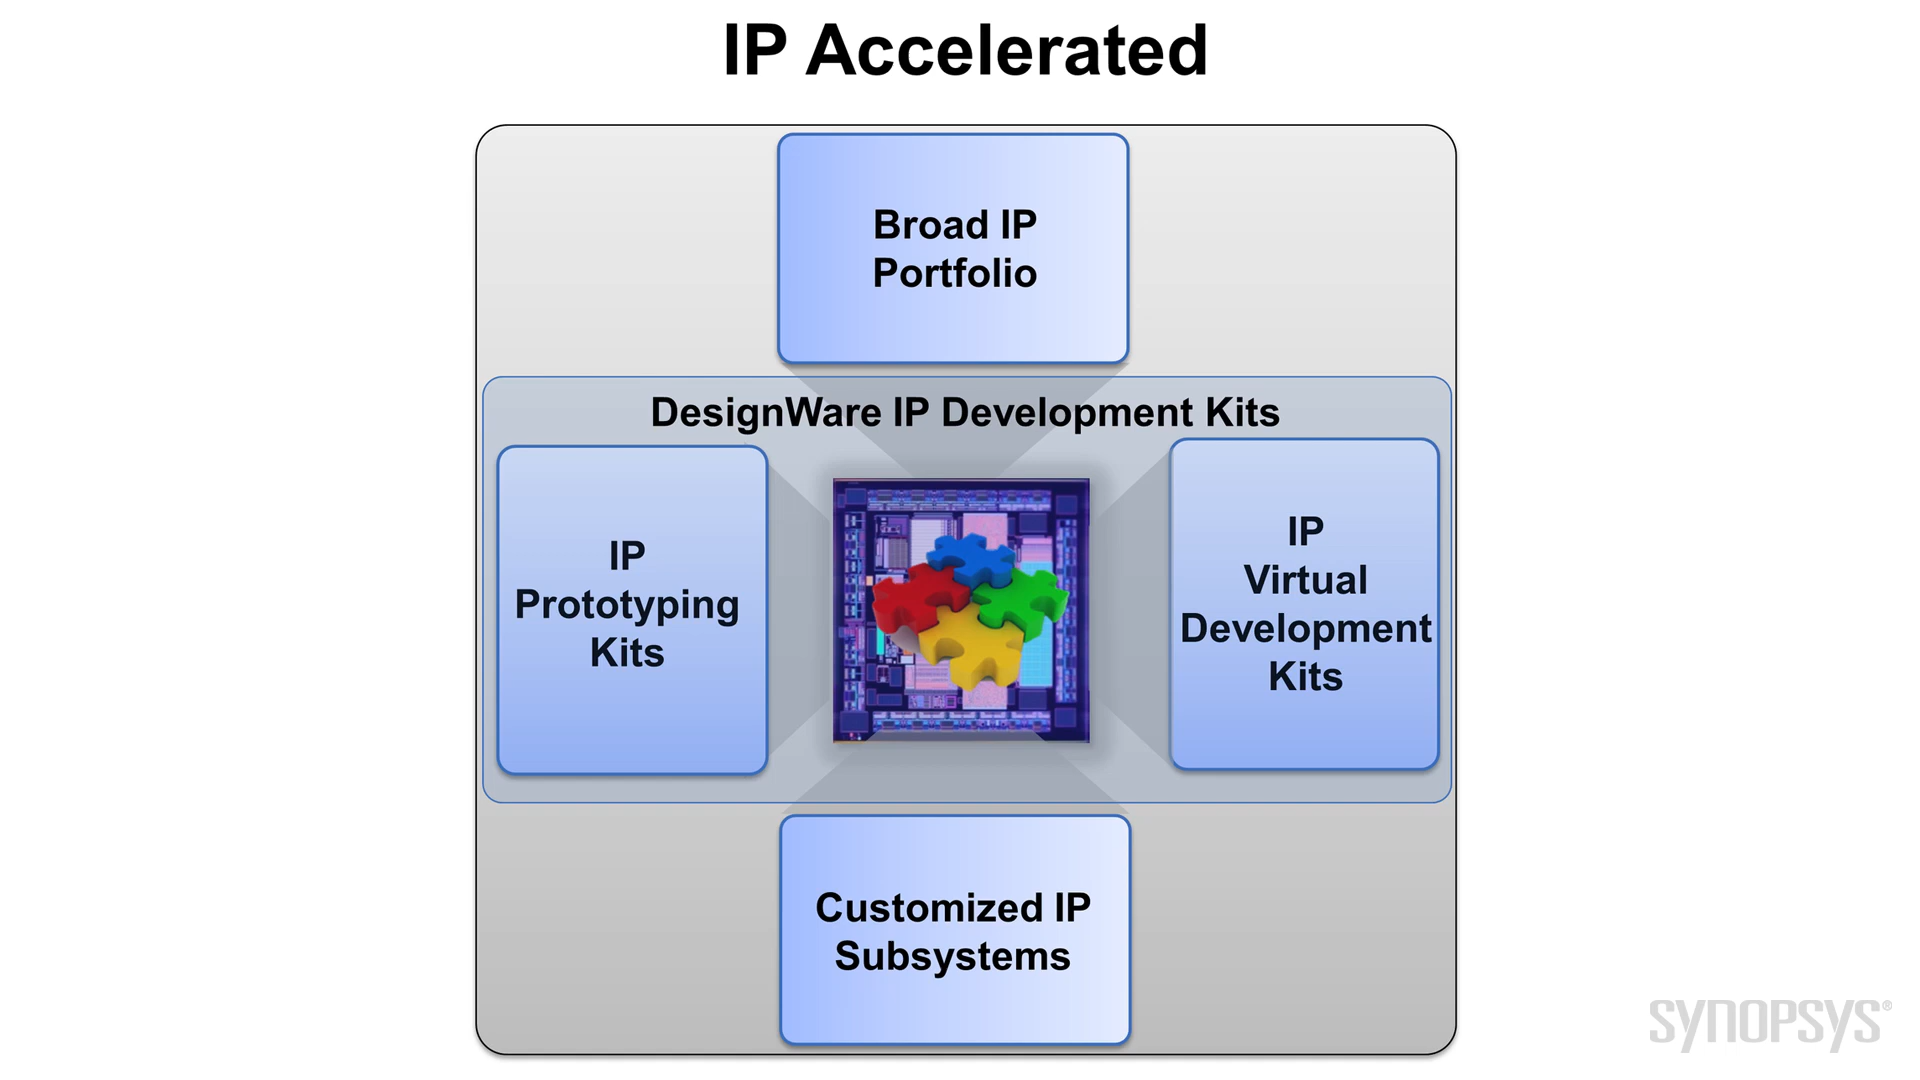 IP Accelerated
Broad IP
Portfolio
DesignWare IP Development Kits
IP
Prototyping
Kits
IP
Virtual
Development
Kits
Customized IP
Subsystems
SYNOPSYS®